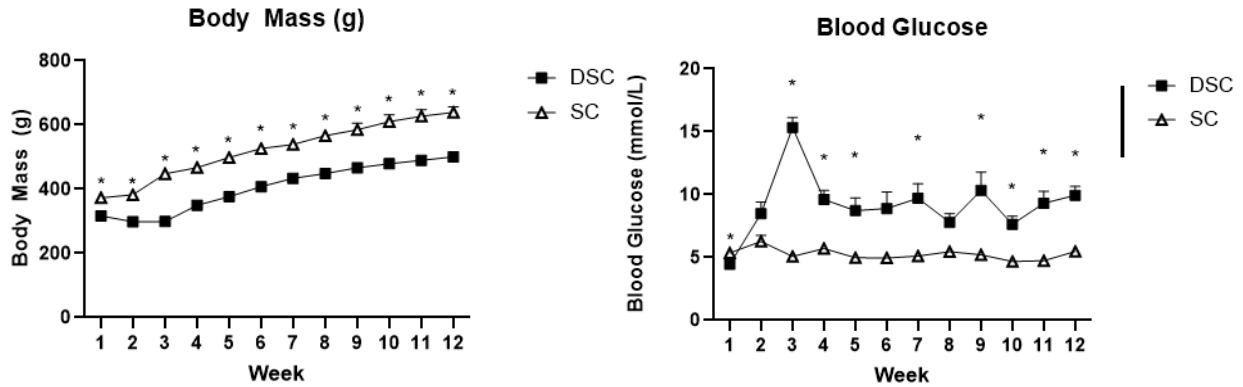 Body Mass (g)
Body Mass (g)
800
600
400
200
0
* * * * * * * * * * * *
1 2 3 4 5 6 7 8 9 10 11 12
Week
DSC
SC
Blood Glucose
Blood Glucose (mmol/L)
20
15
10
5
0
* * * * * * * * *
1 2 3 4 5 6 7 8 9 10 11 12
Week
DSC
SC